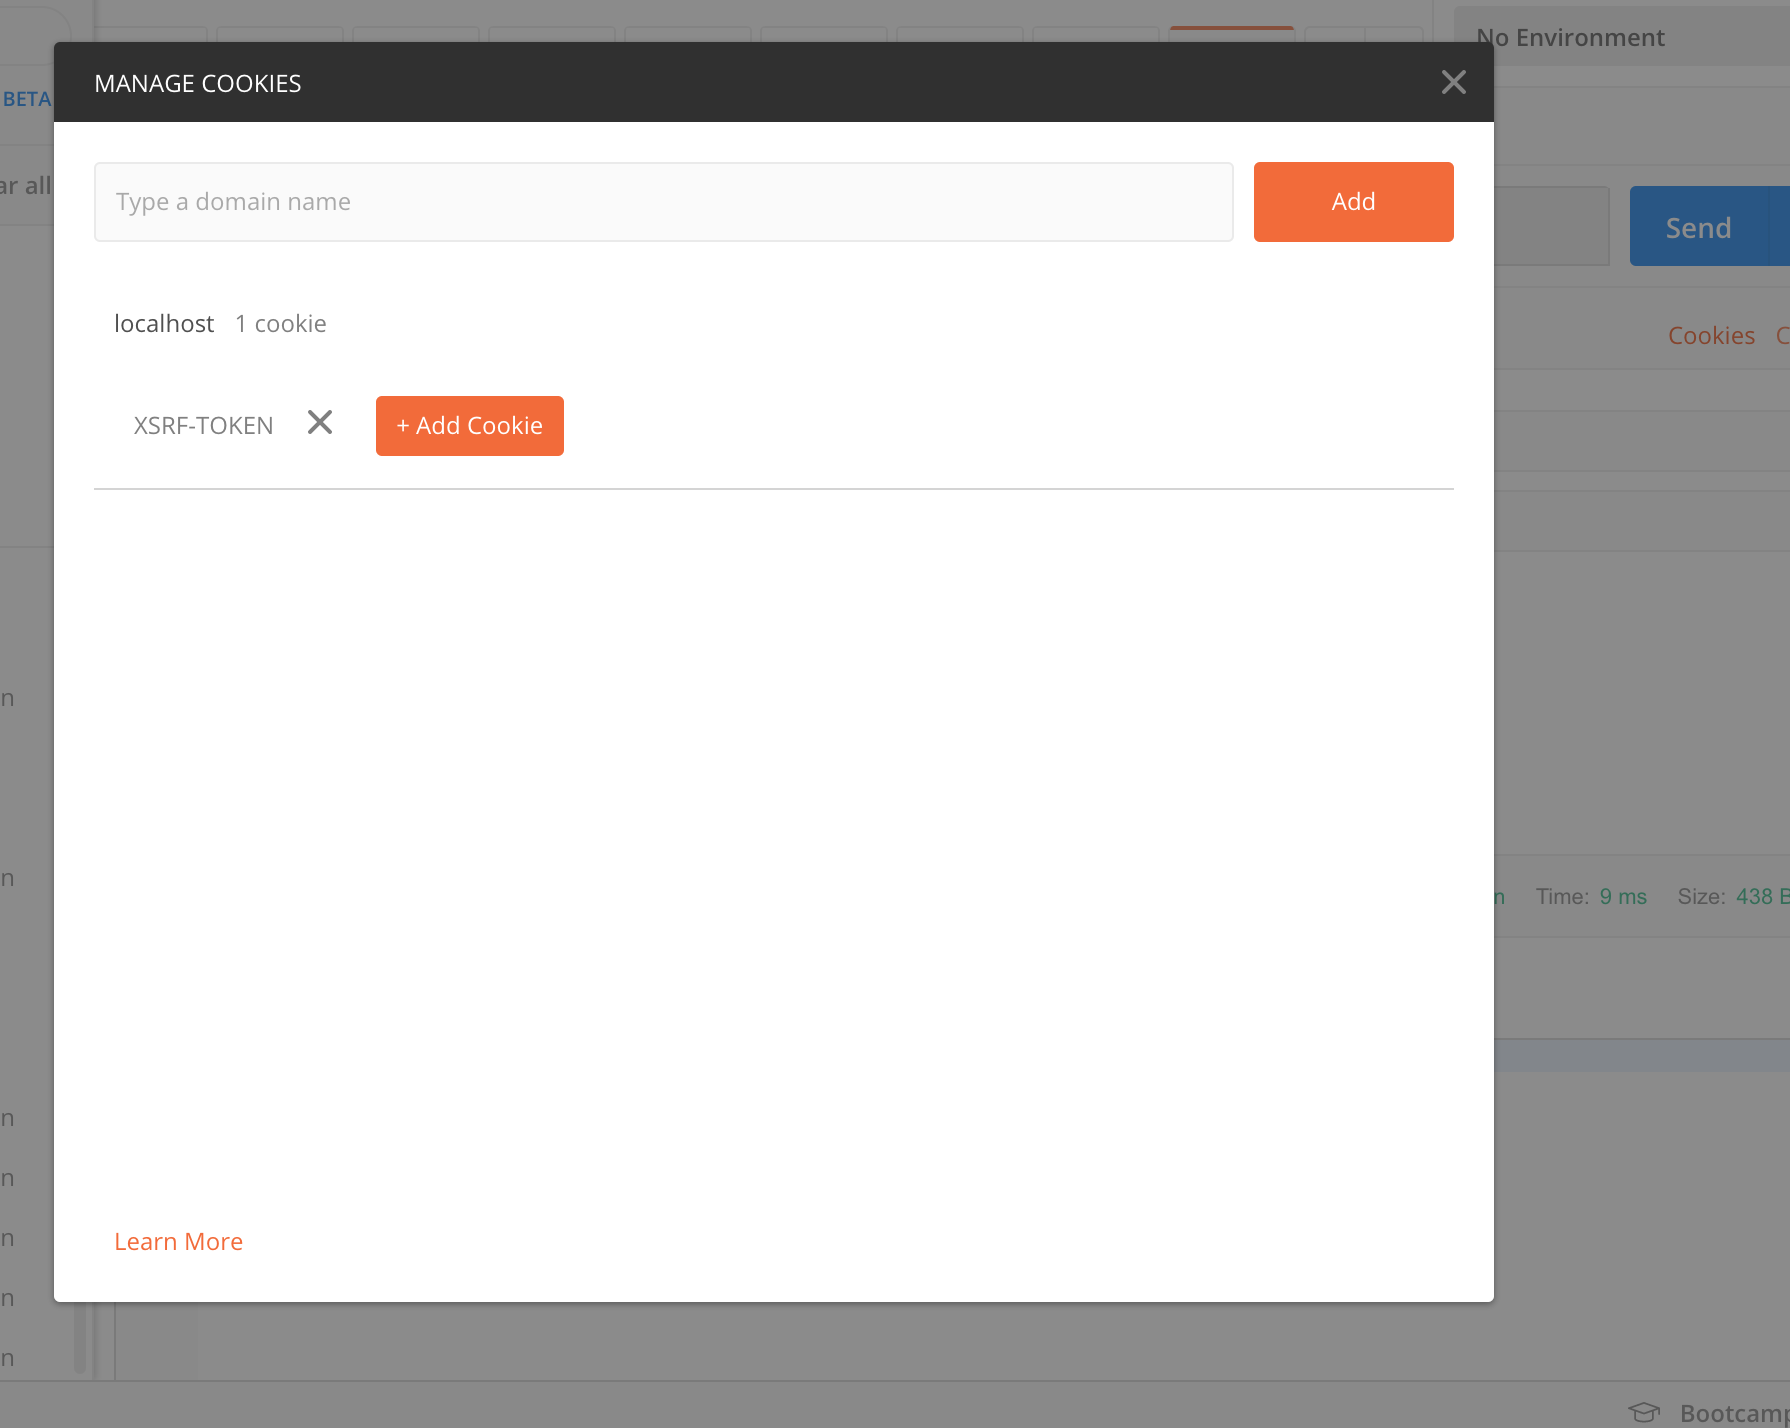 No Environment
MANAGE COOKIES
BETA
Type a domain name
Add
ar all
Send
localhost 1 cookie
Cookies
XSRF-TOKEN
+ Add Cookie
n
n
n Time: 9 ms Size: 438 B
n
n
n
Learn More
n
n
Bootcamp